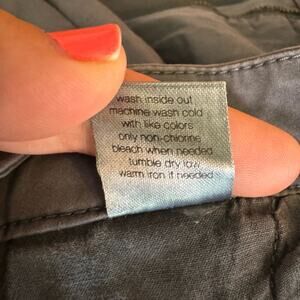 wash inside out
machine wash cold
with like colors
only non-chlorine
bleach when needed
tumble dry low
warm iron if needed